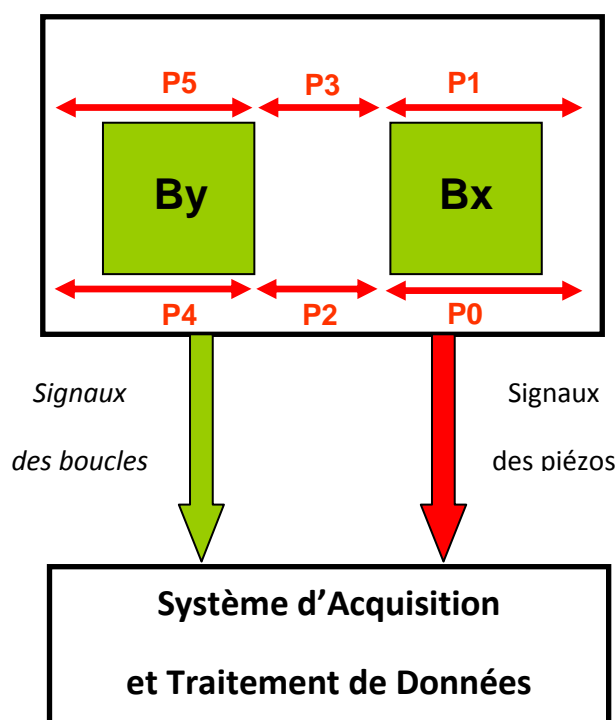 P5 P3 P1
By Bx
P4 P2 P0
Signaux
des boucles
Signaux
des piézos
Système d’Acquisition
et Traitement de Données